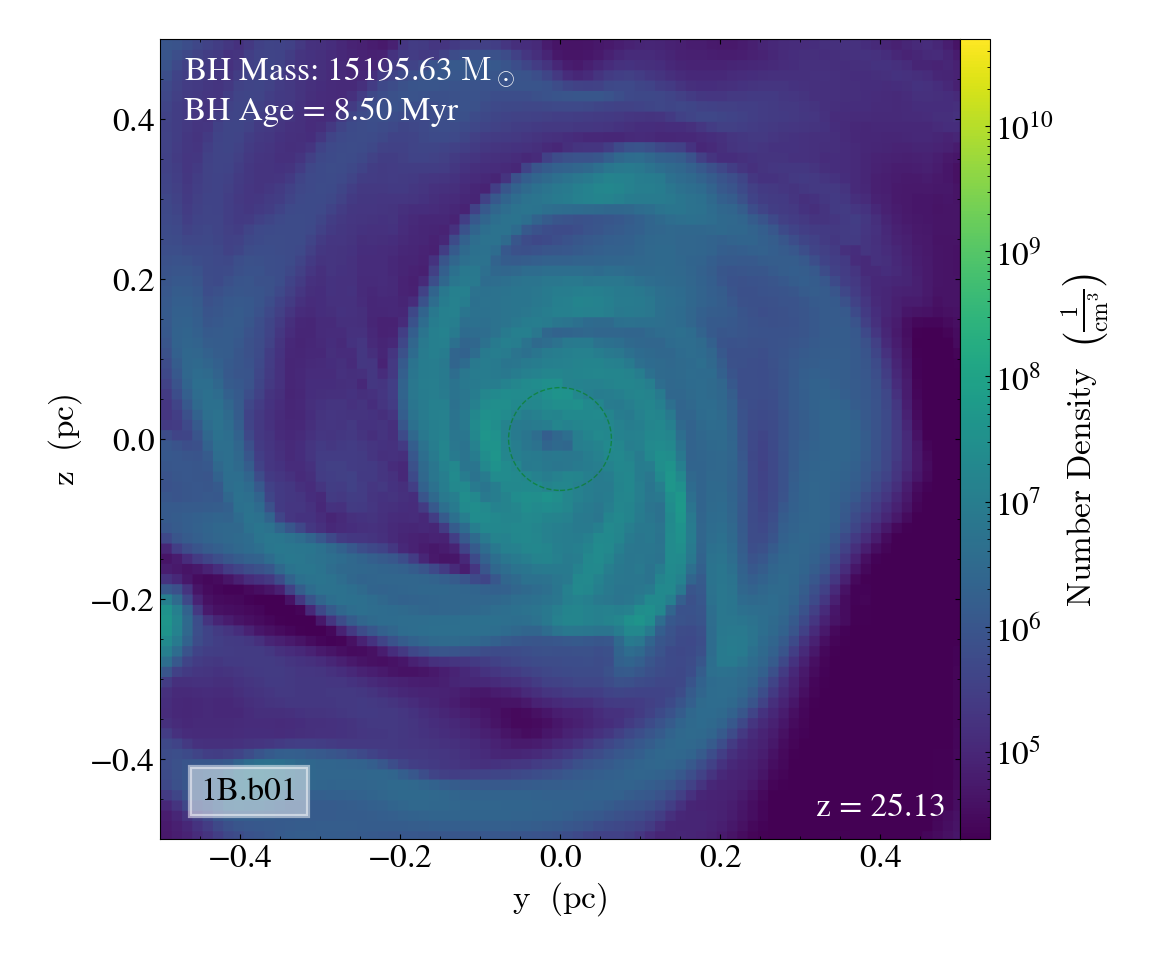 BH Mass: 15195.63 M⊙
BH Age = 8.50 Myr
0.4
0.2
0.0
−0.2
−0.4
z (pc)
1B.b01
z = 25.13
−0.4 −0.2 0.0 0.2 0.4
y (pc)
10¹⁰
10⁹
10⁸
10⁷
10⁶
10⁵
Number Density (1/cm³)